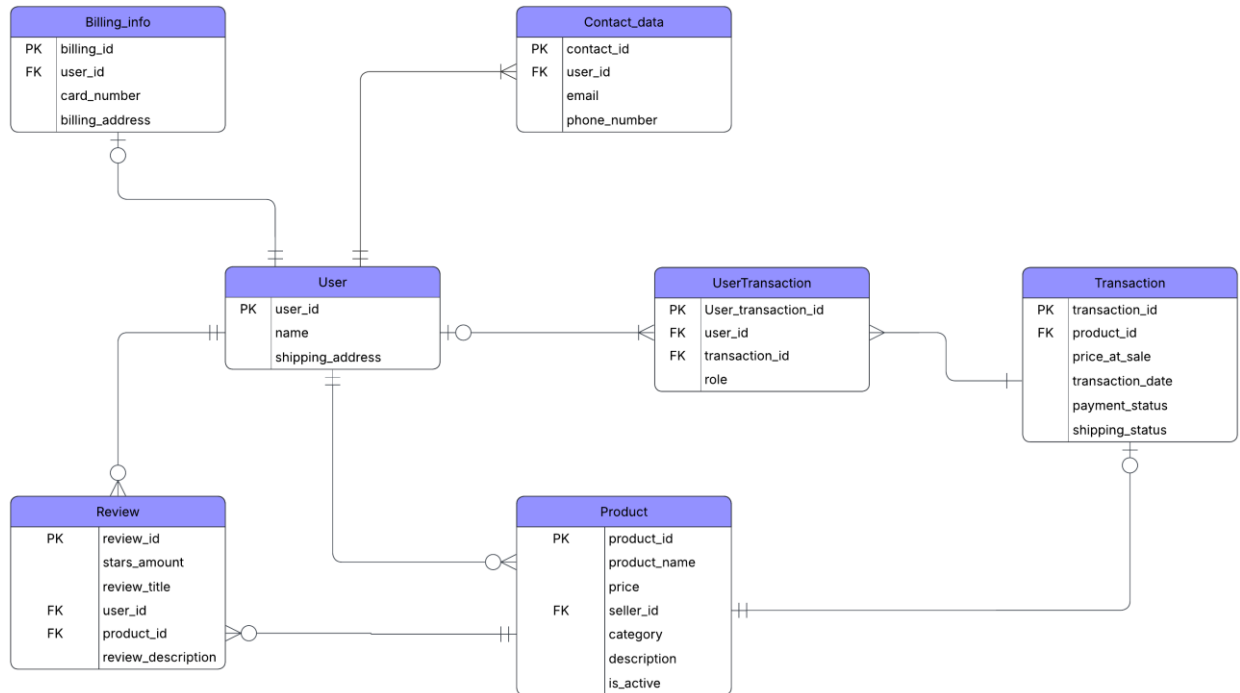 Billing_info
PK billing_id
FK user_id
card_number
billing_address
Contact_data
PK contact_id
FK user_id
email
phone_number
User
PK user_id
name
shipping_address
UserTransaction
PK User_transaction_id
FK user_id
FK transaction_id
role
Transaction
PK transaction_id
FK product_id
price_at_sale
transaction_date
payment_status
shipping_status
Review
PK review_id
stars_amount
review_title
FK user_id
FK product_id
review_description
Product
PK product_id
product_name
price
FK seller_id
category
description
is_active